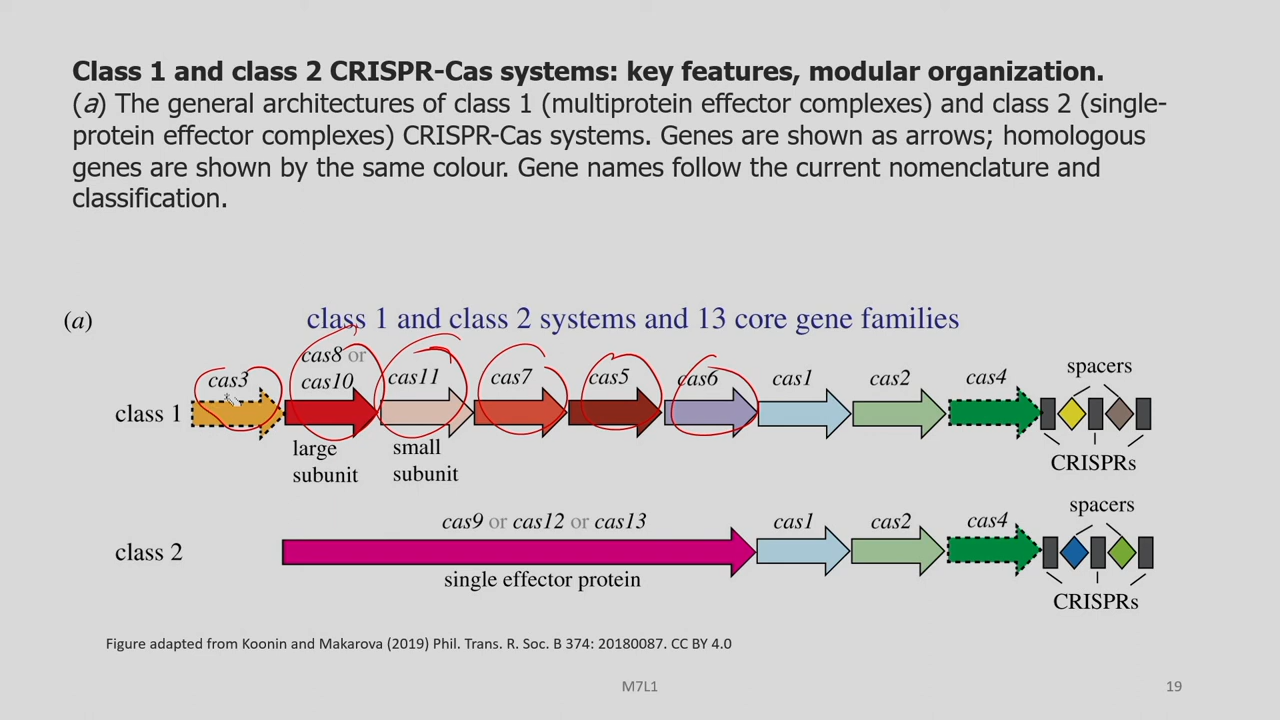 Class 1 and class 2 CRISPR-Cas systems: key features, modular organization.
(a) The general architectures of class 1 (multiprotein effector complexes) and class 2 (single-
protein effector complexes) CRISPR-Cas systems. Genes are shown as arrows; homologous
genes are shown by the same colour. Gene names follow the current nomenclature and
classification.
(a)
class 1 and class 2 systems and 13 core gene families
class 1
cas3
cas8 or
cas10
large
subunit
cas11
small
subunit
cas7
cas5
cas6
cas1
cas2
cas4
spacers
CRISPRs
class 2
cas9 or cas12 or cas13
single effector protein
cas1
cas2
cas4
spacers
CRISPRs
Figure adapted from Koonin and Makarova (2019) Phil. Trans. R. Soc. B 374: 20180087. CC BY 4.0
M7L1
19